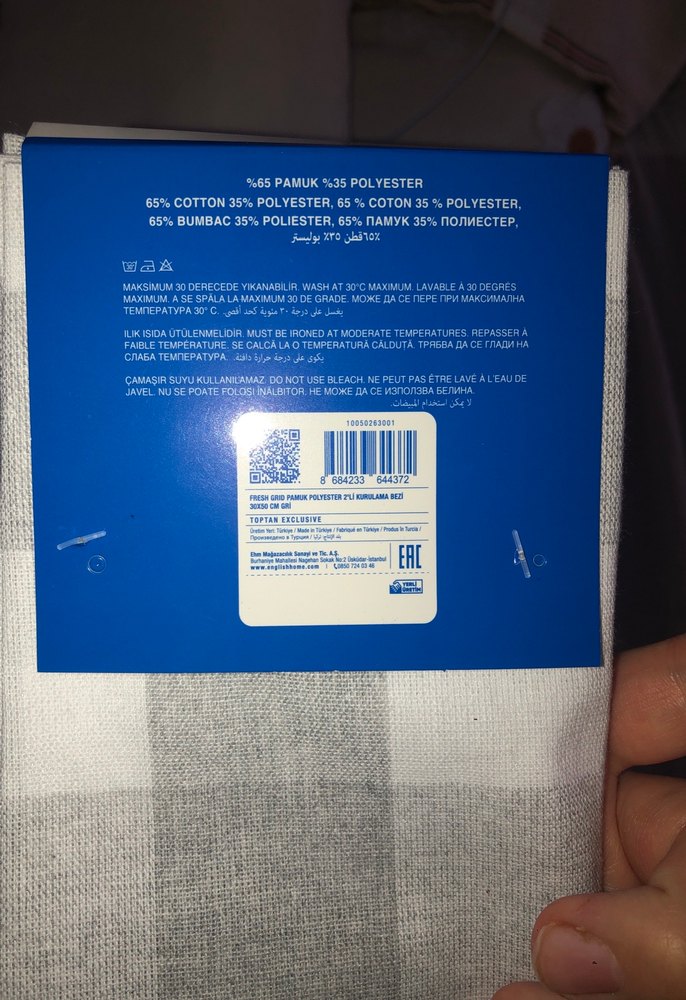 %65 PAMUK %35 POLYESTER
65% COTTON 35% POLYESTER, 65 % COTON 35 % POLYESTER,
65% BUMBAC 35% POLIESTER, 65% ПАМУК 35% ПОЛИЕСТЕР,
٦٥٪ قطن ٣٥٪ بوليستر
MAKSİMUM 30 DERECEDE YIKANABİLİR. WASH AT 30°C MAXIMUM. LAVABLE À 30 DEGRÉS
MAXIMUM. A SE SPĂLA LA MAXIMUM 30 DE GRADE. МОЖЕ ДА СЕ ПЕРЕ ПРИ МАКСИМАЛНА
ТЕМПЕРАТУРА 30° C. يغسل على درجة ٣٠ مئوية كحد أقصى.
ILIK ISIDA ÜTÜLENMELİDİR. MUST BE IRONED AT MODERATE TEMPERATURES. REPASSER À
FAIBLE TEMPÉRATURE. SE CALCĂ LA O TEMPERATURĂ CĂLDUȚĂ. ТРЯБВА ДА СЕ ГЛАДИ НА
СЛАБА ТЕМПЕРАТУРА. يكوى على درجة حرارة دافئة.
ÇAMAŞIR SUYU KULLANILAMAZ. DO NOT USE BLEACH. NE PEUT PAS ÊTRE LAVÉ À L'EAU DE
JAVEL. NU SE POATE FOLOSI ÎNĂLBITOR. НЕ МОЖЕ ДА СЕ ИЗПОЛЗВА БЕЛИНА.
لا يمكن استخدام المبيضات.
10050263001
8 684233 644372
FRESH GRID PAMUK POLYESTER 2'Lİ KURULAMA BEZİ
30X50 CM GRİ
TOPTAN EXCLUSIVE
Üretim Yeri: Türkiye / Made in Türkiye / Fabriqué en Türkiye / Produs în Turcia /
Произведено в Турция / بلد الإنتاج: تركيا
Ehm Mağazacılık Sanayi ve Tic. A.Ş.
Burhaniye Mahallesi Nagehan Sokak No:2 Üsküdar-İstanbul
www.englishhome.com | 0850 724 03 46
EAC
YERLİ
ÜRETİM